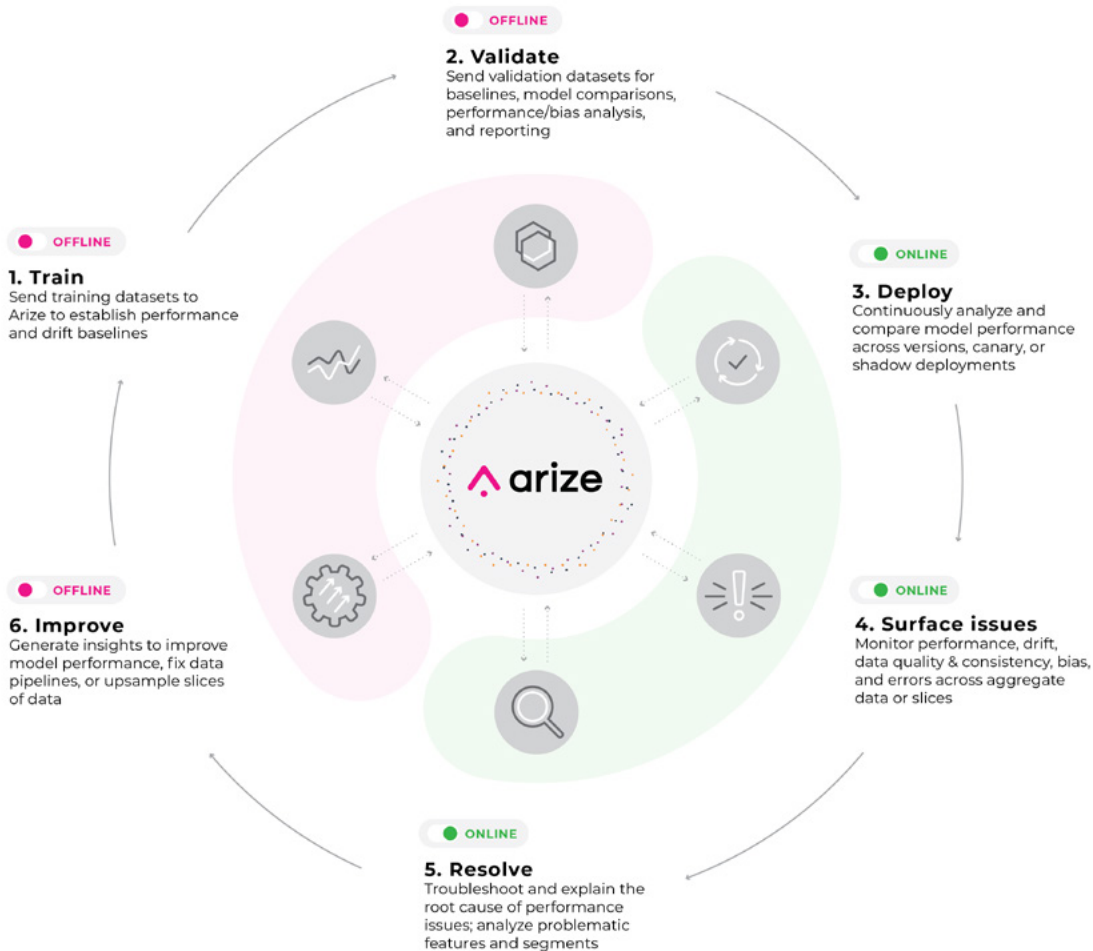 OFFLINE
2. Validate
Send validation datasets for
baselines, model comparisons,
performance/bias analysis,
and reporting
OFFLINE
1. Train
Send training datasets to
Arize to establish performance
and drift baselines
ONLINE
3. Deploy
Continuously analyze and
compare model performance
across versions, canary, or
shadow deployments
arize
OFFLINE
6. Improve
Generate insights to improve
model performance, fix data
pipelines, or upsample slices
of data
ONLINE
4. Surface issues
Monitor performance, drift,
data quality & consistency, bias,
and errors across aggregate
data or slices
ONLINE
5. Resolve
Troubleshoot and explain the
root cause of performance
issues; analyze problematic
features and segments